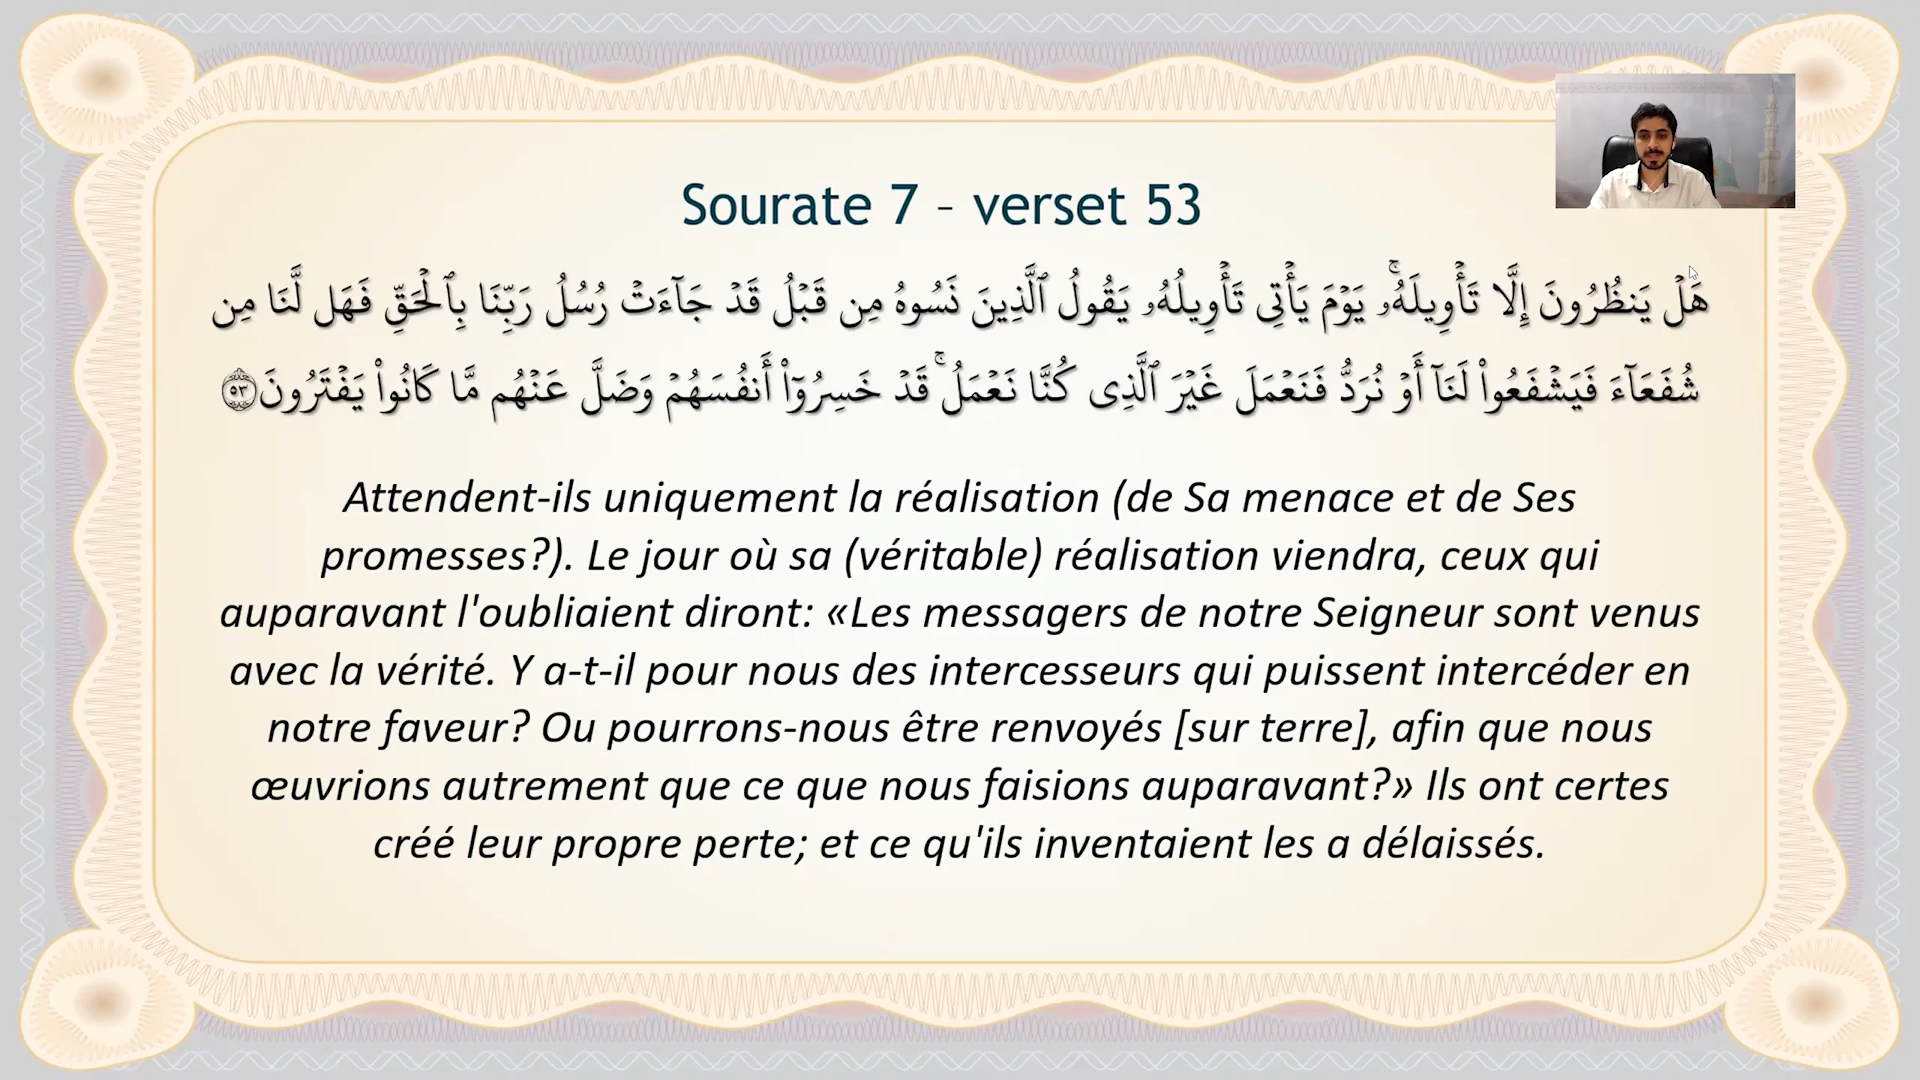 Sourate 7 – verset 53
هَلْ يَنظُرُونَ إِلَّا تَأْوِيلَهُۥ ۚ يَوْمَ يَأْتِى تَأْوِيلُهُۥ يَقُولُ ٱلَّذِينَ نَسُوهُ مِن قَبْلُ قَدْ جَآءَتْ رُسُلُ رَبِّنَا بِٱلْحَقِّ فَهَل لَّنَا مِن
شُفَعَآءَ فَيَشْفَعُوا۟ لَنَآ أَوْ نُرَدُّ فَنَعْمَلَ غَيْرَ ٱلَّذِى كُنَّا نَعْمَلُ ۚ قَدْ خَسِرُوٓا۟ أَنفُسَهُمْ وَضَلَّ عَنْهُم مَّا كَانُوا۟ يَفْتَرُونَ ٥٣
Attendent-ils uniquement la réalisation (de Sa menace et de Ses
promesses?). Le jour où sa (véritable) réalisation viendra, ceux qui
auparavant l'oubliaient diront: «Les messagers de notre Seigneur sont venus
avec la vérité. Y a-t-il pour nous des intercesseurs qui puissent intercéder en
notre faveur? Ou pourrons-nous être renvoyés [sur terre], afin que nous
œuvrions autrement que ce que nous faisions auparavant?» Ils ont certes
créé leur propre perte; et ce qu'ils inventaient les a délaissés.